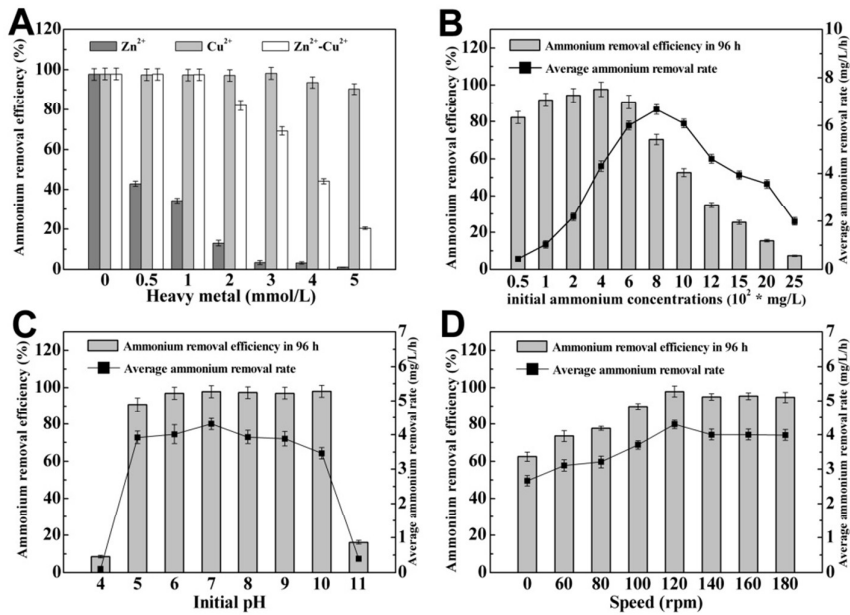 A
Zn²⁺ Cu²⁺ Zn²⁺-Cu²⁺
Ammonium removal efficiency (%)
120
100
80
60
40
20
0
0 0.5 1 2 3 4 5
Heavy metal (mmol/L)
B
Ammonium removal efficiency in 96 h
Average ammonium removal rate
Ammonium removal efficiency (%)
120
100
80
60
40
20
0
10
8
6
4
2
0
Average ammonium removal rate (mg/L/h)
0.5 1 2 4 6 8 10 12 15 20 25
initial ammonium concentrations (10² * mg/L)
C
Ammonium removal efficiency in 96 h
Average ammonium removal rate
Ammonium removal efficiency (%)
120
100
80
60
40
20
0
7
6
5
4
3
2
1
0
Average ammonium removal rate (mg/L/h)
4 5 6 7 8 9 10 11
Initial pH
D
Ammonium removal efficiency in 96 h
Average ammonium removal rate
Ammonium removal efficiency (%)
120
100
80
60
40
20
0
7
6
5
4
3
2
1
0
Average ammonium removal rate (mg/L/h)
0 60 80 100 120 140 160 180
Speed (rpm)